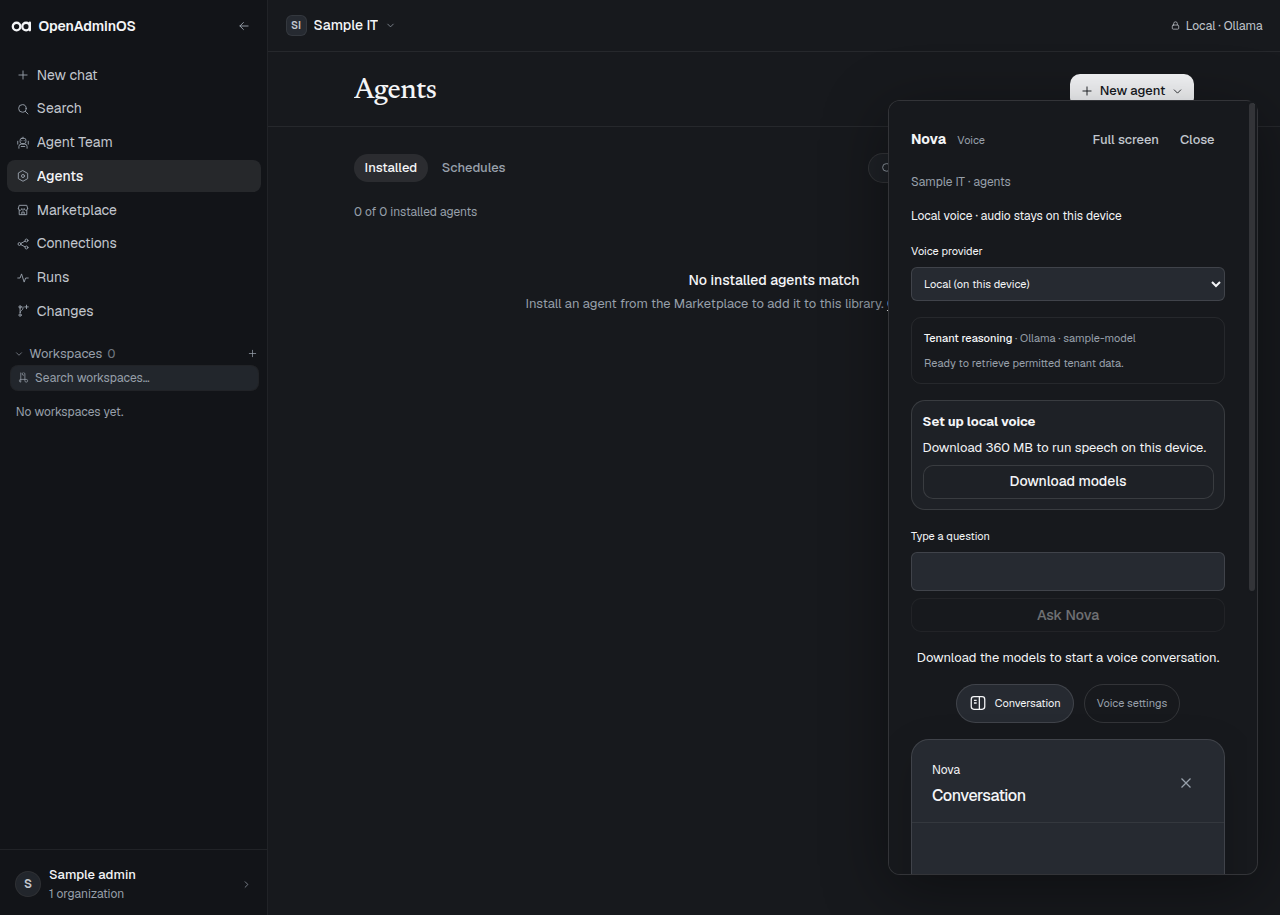 OpenAdminOS
New chat
Search
Agent Team
Agents
Marketplace
Connections
Runs
Changes
Workspaces 0
Search workspaces…
No workspaces yet.
S
Sample admin
1 organization
SI Sample IT
Local · Ollama
Agents
New agent
Installed
Schedules
0 of 0 installed agents
No installed agents match
Install an agent from the Marketplace to add it to this library.
Nova Voice
Full screen
Close
Sample IT · agents
Local voice · audio stays on this device
Voice provider
Local (on this device)
Tenant reasoning · Ollama · sample-model
Ready to retrieve permitted tenant data.
Set up local voice
Download 360 MB to run speech on this device.
Download models
Type a question
Ask Nova
Download the models to start a voice conversation.
Conversation
Voice settings
Nova
Conversation